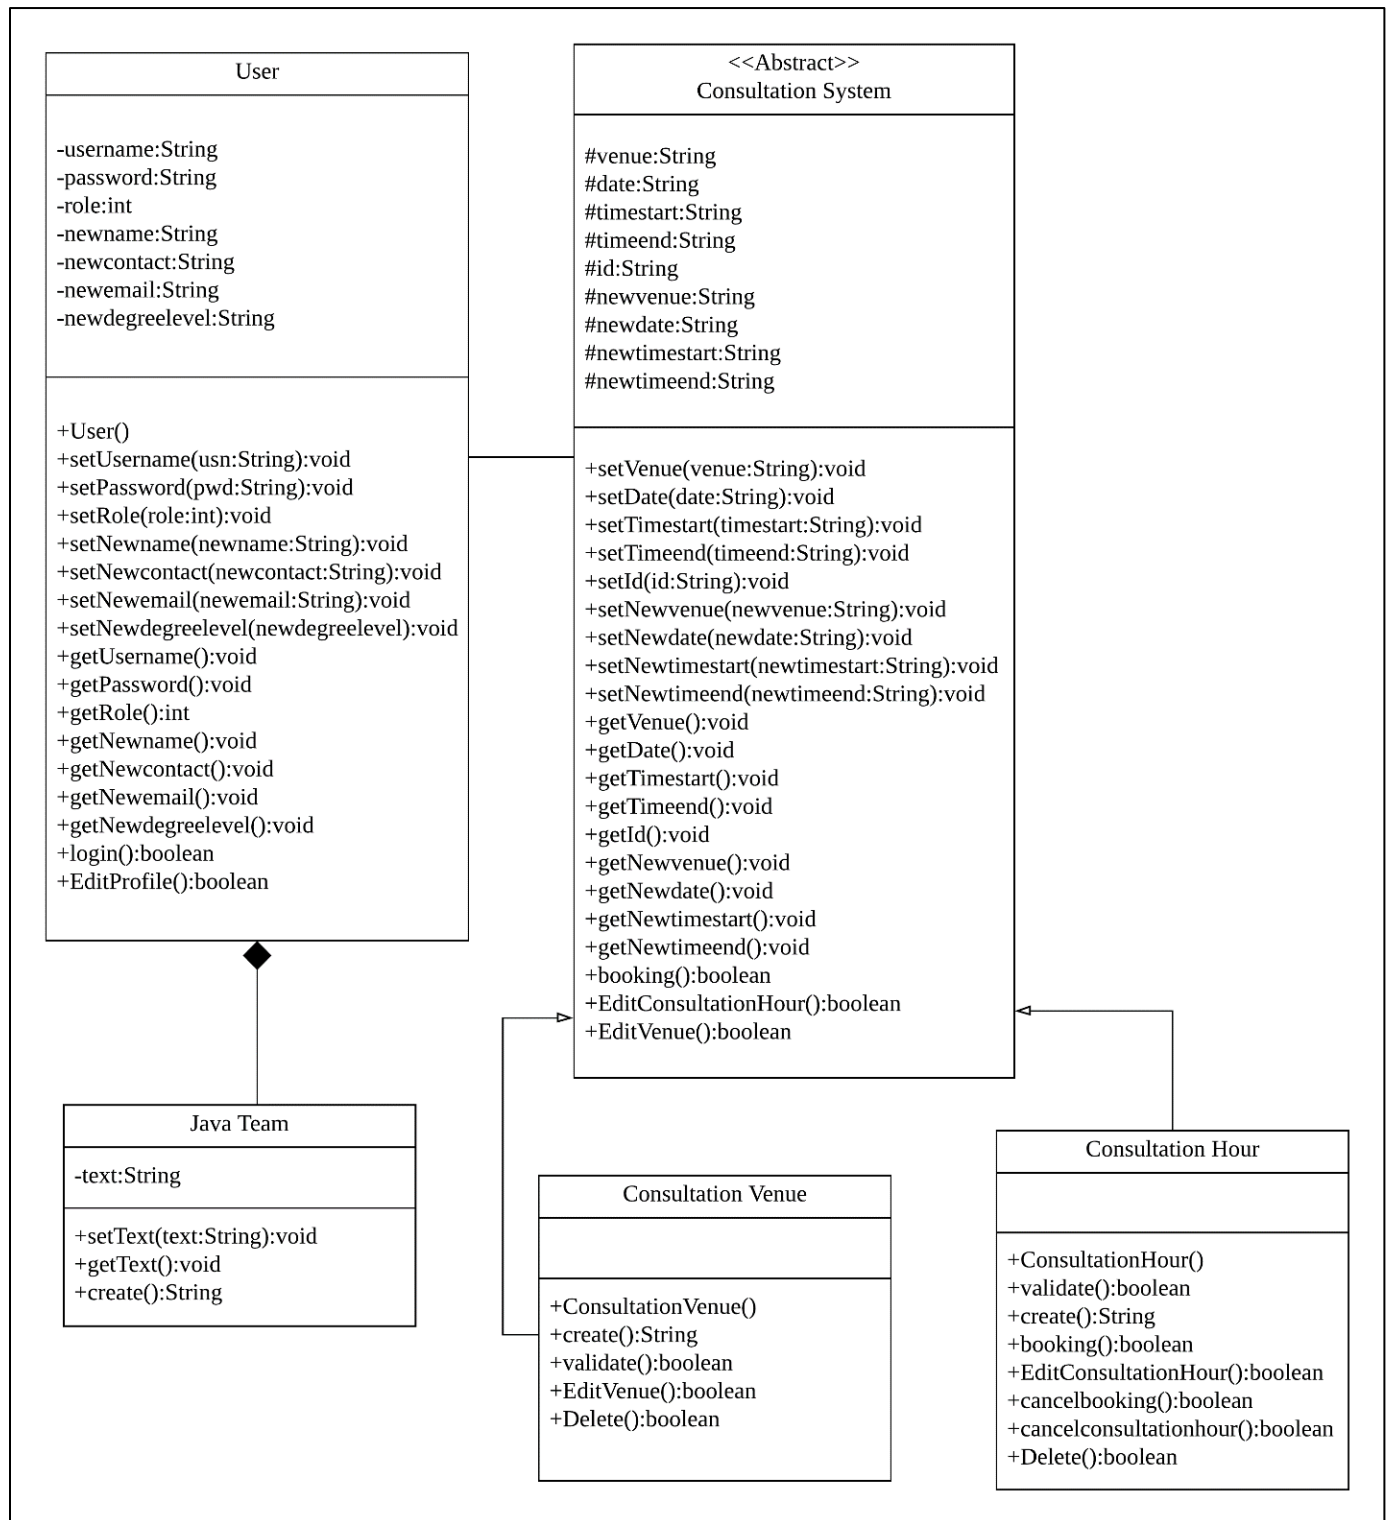 User
-username:String
-password:String
-role:int
-newname:String
-newcontact:String
-newemail:String
-newdegreelevel:String
+User()
+setUsername(usn:String):void
+setPassword(pwd:String):void
+setRole(role:int):void
+setNewname(newname:String):void
+setNewcontact(newcontact:String):void
+setNewemail(newemail:String):void
+setNewdegreelevel(newdegreelevel):void
+getUsername():void
+getPassword():void
+getRole():int
+getNewname():void
+getNewcontact():void
+getNewemail():void
+getNewdegreelevel():void
+login():boolean
+EditProfile():boolean
<<Abstract>>
Consultation System
#venue:String
#date:String
#timestart:String
#timeend:String
#id:String
#newvenue:String
#newdate:String
#newtimestart:String
#newtimeend:String
+setVenue(venue:String):void
+setDate(date:String):void
+setTimestart(timestart:String):void
+setTimeend(timeend:String):void
+setId(id:String):void
+setNewvenue(newvenue:String):void
+setNewdate(newdate:String):void
+setNewtimestart(newtimestart:String):void
+setNewtimeend(newtimeend:String):void
+getVenue():void
+getDate():void
+getTimestart():void
+getTimeend():void
+getId():void
+getNewvenue():void
+getNewdate():void
+getNewtimestart():void
+getNewtimeend():void
+booking():boolean
+EditConsultationHour():boolean
+EditVenue():boolean
Java Team
-text:String
+setText(text:String):void
+getText():void
+create():String
Consultation Venue
+ConsultationVenue()
+create():String
+validate():boolean
+EditVenue():boolean
+Delete():boolean
Consultation Hour
+ConsultationHour()
+validate():boolean
+create():String
+booking():boolean
+EditConsultationHour():boolean
+cancelbooking():boolean
+cancelconsultationhour():boolean
+Delete():boolean